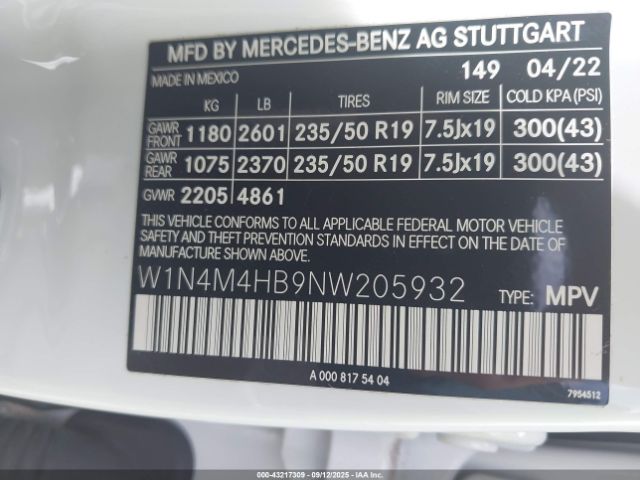 MFD BY MERCEDES-BENZ AG STUTTGART
MADE IN MEXICO 149 04/22
KG LB TIRES RIM SIZE COLD KPA (PSI)
GAWR FRONT 1180 2601 235/50 R19 7.5Jx19 300(43)
GAWR REAR 1075 2370 235/50 R19 7.5Jx19 300(43)
GVWR 2205 4861
THIS VEHICLE CONFORMS TO ALL APPLICABLE FEDERAL MOTOR VEHICLE
SAFETY AND THEFT PREVENTION STANDARDS IN EFFECT ON THE DATE OF
MANUFACTURE SHOWN ABOVE.
W1N4M4HB9NW205932 TYPE: MPV
A 000 817 54 04
7954512
000-43217309 - 09/12/2025 - IAAI.COM